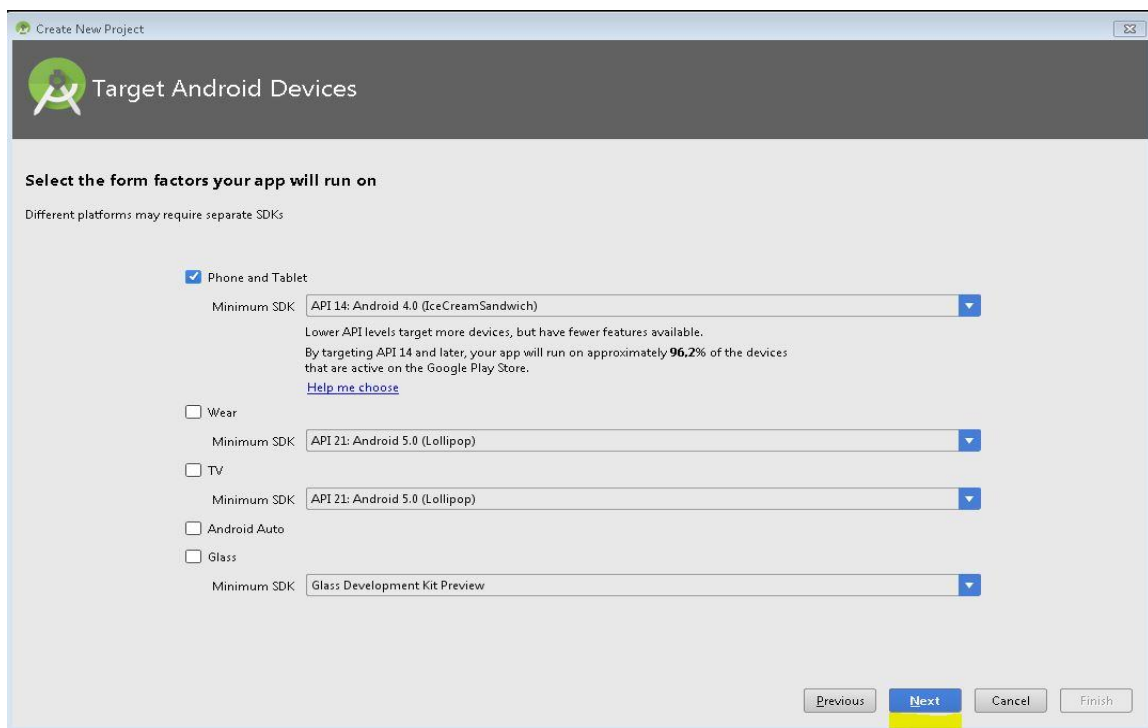 Create New Project
Target Android Devices
Select the form factors your app will run on
Different platforms may require separate SDKs
Phone and Tablet
Minimum SDK API 14: Android 4.0 (IceCreamSandwich)
Lower API levels target more devices, but have fewer features available.
By targeting API 14 and later, your app will run on approximately 96,2% of the devices
that are active on the Google Play Store.
Help me choose
Wear
Minimum SDK API 21: Android 5.0 (Lollipop)
TV
Minimum SDK API 21: Android 5.0 (Lollipop)
Android Auto
Glass
Minimum SDK Glass Development Kit Preview
Previous Next Cancel Finish